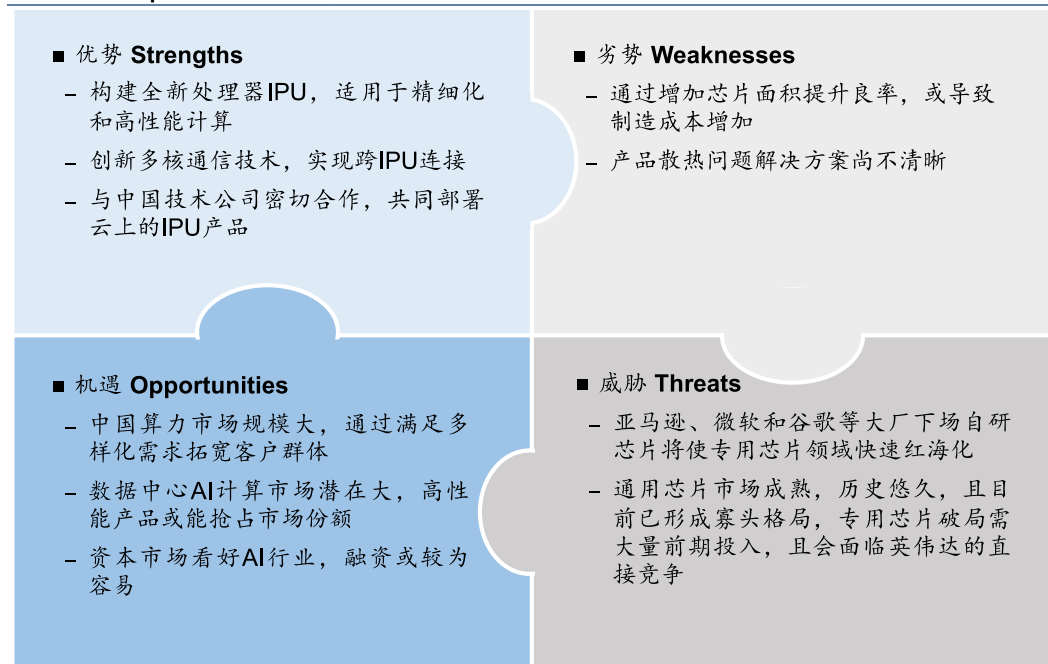 ■ 优势 Strengths
– 构建全新处理器IPU，适用于精细化
和高性能计算
– 创新多核通信技术，实现跨IPU连接
– 与中国技术公司密切合作，共同部署
云上的IPU产品
■ 劣势 Weaknesses
– 通过增加芯片面积提升良率，或导致
制造成本增加
– 产品散热问题解决方案尚不清晰
■ 机遇 Opportunities
– 中国算力市场规模大，通过满足多
样化需求拓宽客户群体
– 数据中心AI计算市场潜在大，高性
能产品或能抢占市场份额
– 资本市场看好AI行业，融资或较为
容易
■ 威胁 Threats
– 亚马逊、微软和谷歌等大厂下场自研
芯片将使专用芯片领域快速红海化
– 通用芯片市场成熟，历史悠久，且目
前已形成寡头格局，专用芯片破局需
大量前期投入，且会面临英伟达的直
接竞争